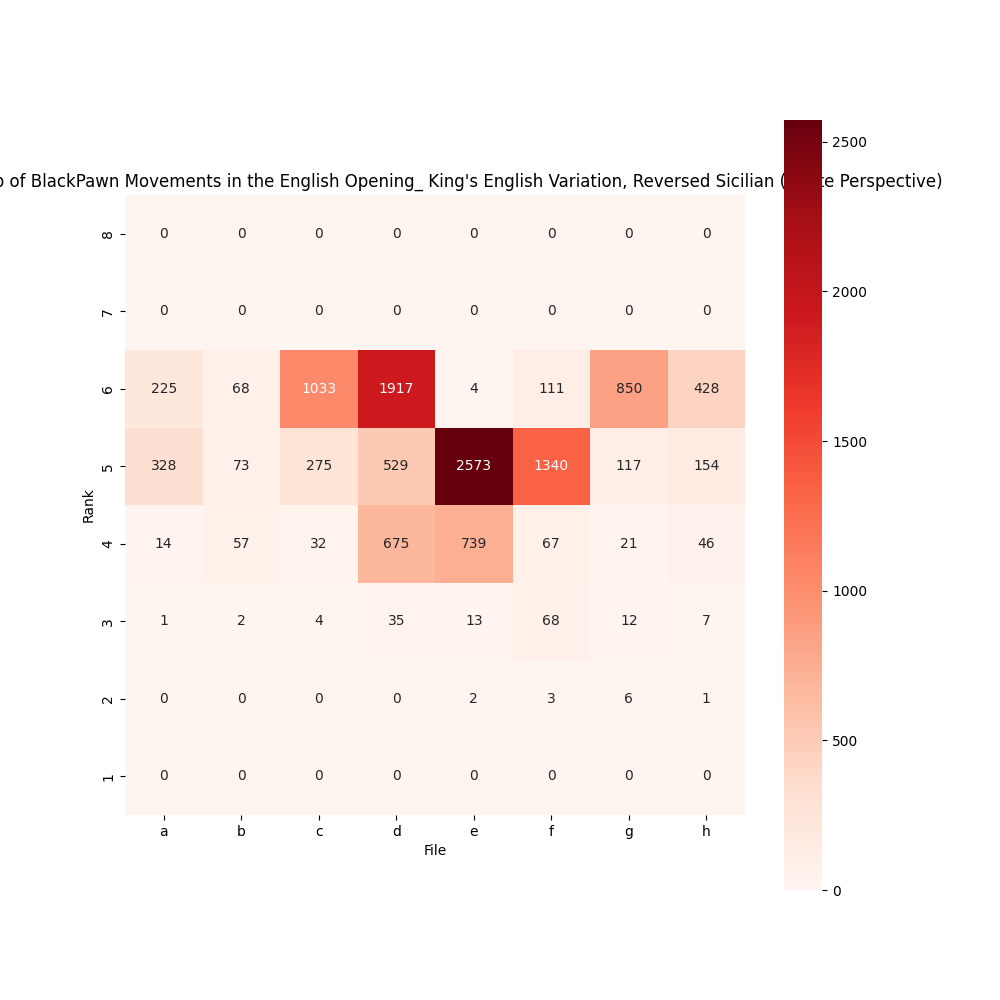 of BlackPawn Movements in the English Opening_ King's English Variation, Reversed Sicilian ( te Perspective)
2500
8 0 0 0 0 0 0 0 0
2000
7 0 0 0 0 0 0 0 0
6 225 68 1033 1917 4 111 850 428
1500
5 328 73 275 529 2573 1340 117 154
Rank
4 14 57 32 675 739 67 21 46
1000
3 1 2 4 35 13 68 12 7
2 0 0 0 0 2 3 6 1
500
1 0 0 0 0 0 0 0 0
a b c d e f g h
File
0